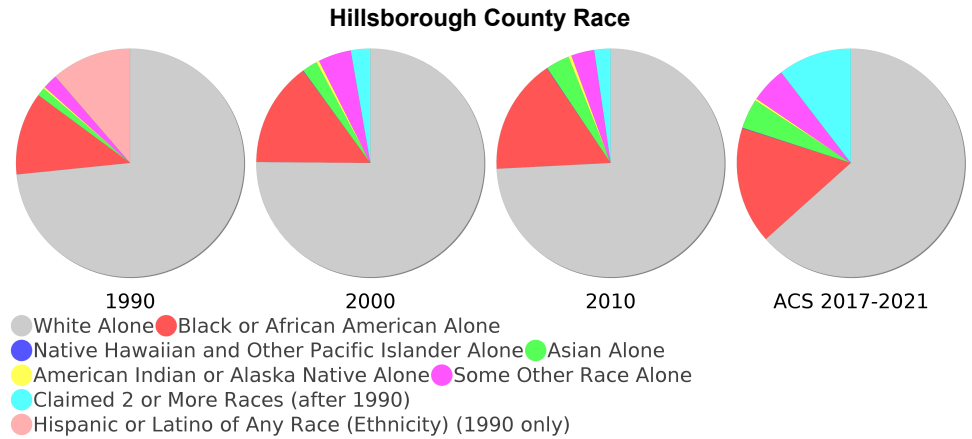 Hillsborough County Race
1990 2000 2010 ACS 2017-2021
White Alone Black or African American Alone
Native Hawaiian and Other Pacific Islander Alone Asian Alone
American Indian or Alaska Native Alone Some Other Race Alone
Claimed 2 or More Races (after 1990)
Hispanic or Latino of Any Race (Ethnicity) (1990 only)